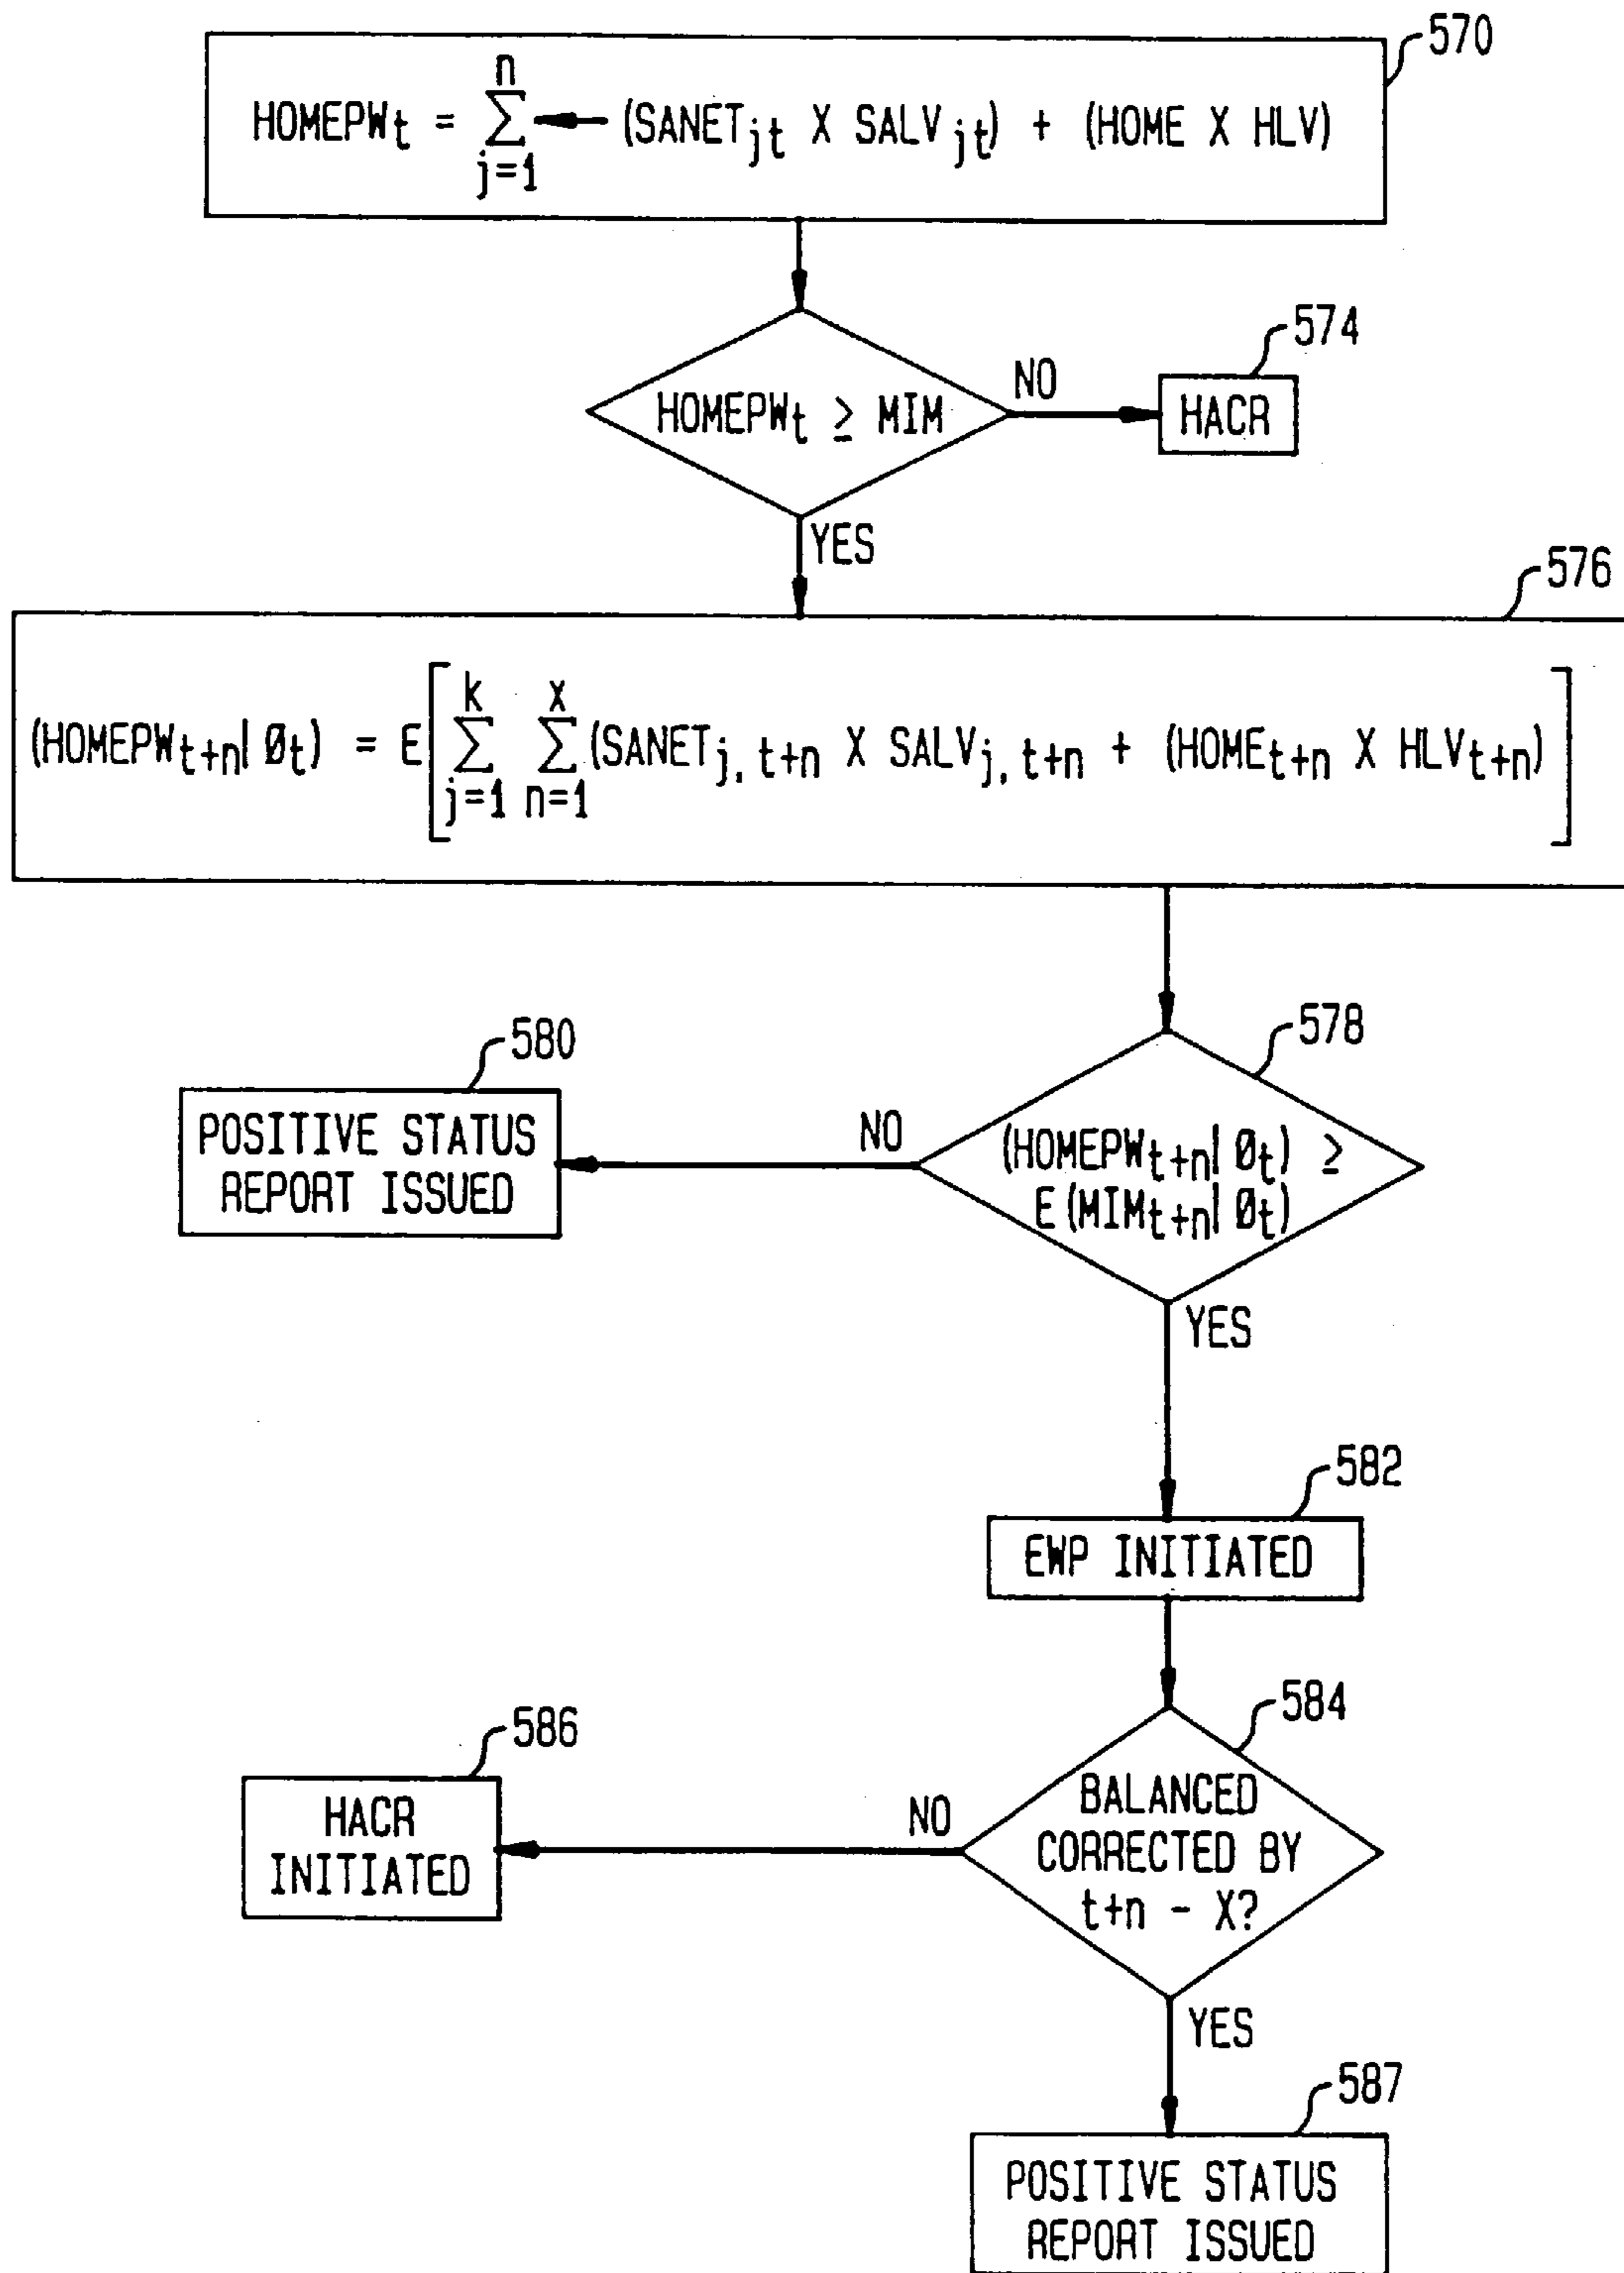 570
HOMEPWt = n ∑ j=1 ← (SANETjt X SALVjt) + (HOME X HLV)
HOMEPWt ≥ MIM
NO
574
HACR
YES
576
(HOMEPWt+n| Øt) = E[ k ∑ j=1 x ∑ n=1 (SANETj, t+n X SALVj, t+n + (HOMEt+n X HLVt+n) ]
578
(HOMEPWt+n| Øt) ≥
E(MIMt+n| Øt)
NO
580
POSITIVE STATUS
REPORT ISSUED
YES
582
EWP INITIATED
584
BALANCED
CORRECTED BY
t+n - X?
NO
586
HACR
INITIATED
YES
587
POSITIVE STATUS
REPORT ISSUED